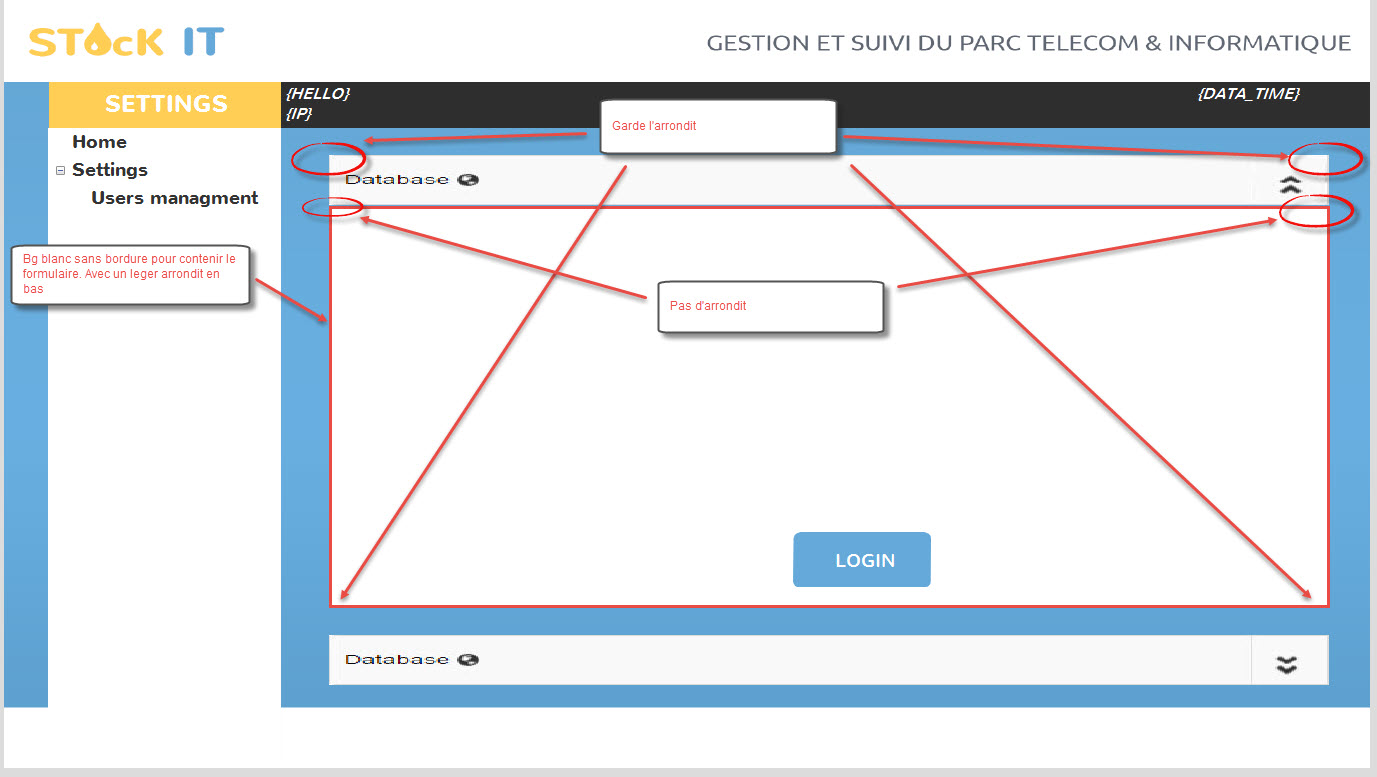 STOcK IT
GESTION ET SUIVI DU PARC TELECOM & INFORMATIQUE
SETTINGS
{HELLO}
{IP}
{DATA_TIME}
Home
Settings
Users managment
Garde l'arrondit
Database
Bg blanc sans bordure pour contenir le
formulaire. Avec un leger arrondit en
bas
Pas d'arrondit
LOGIN
Database